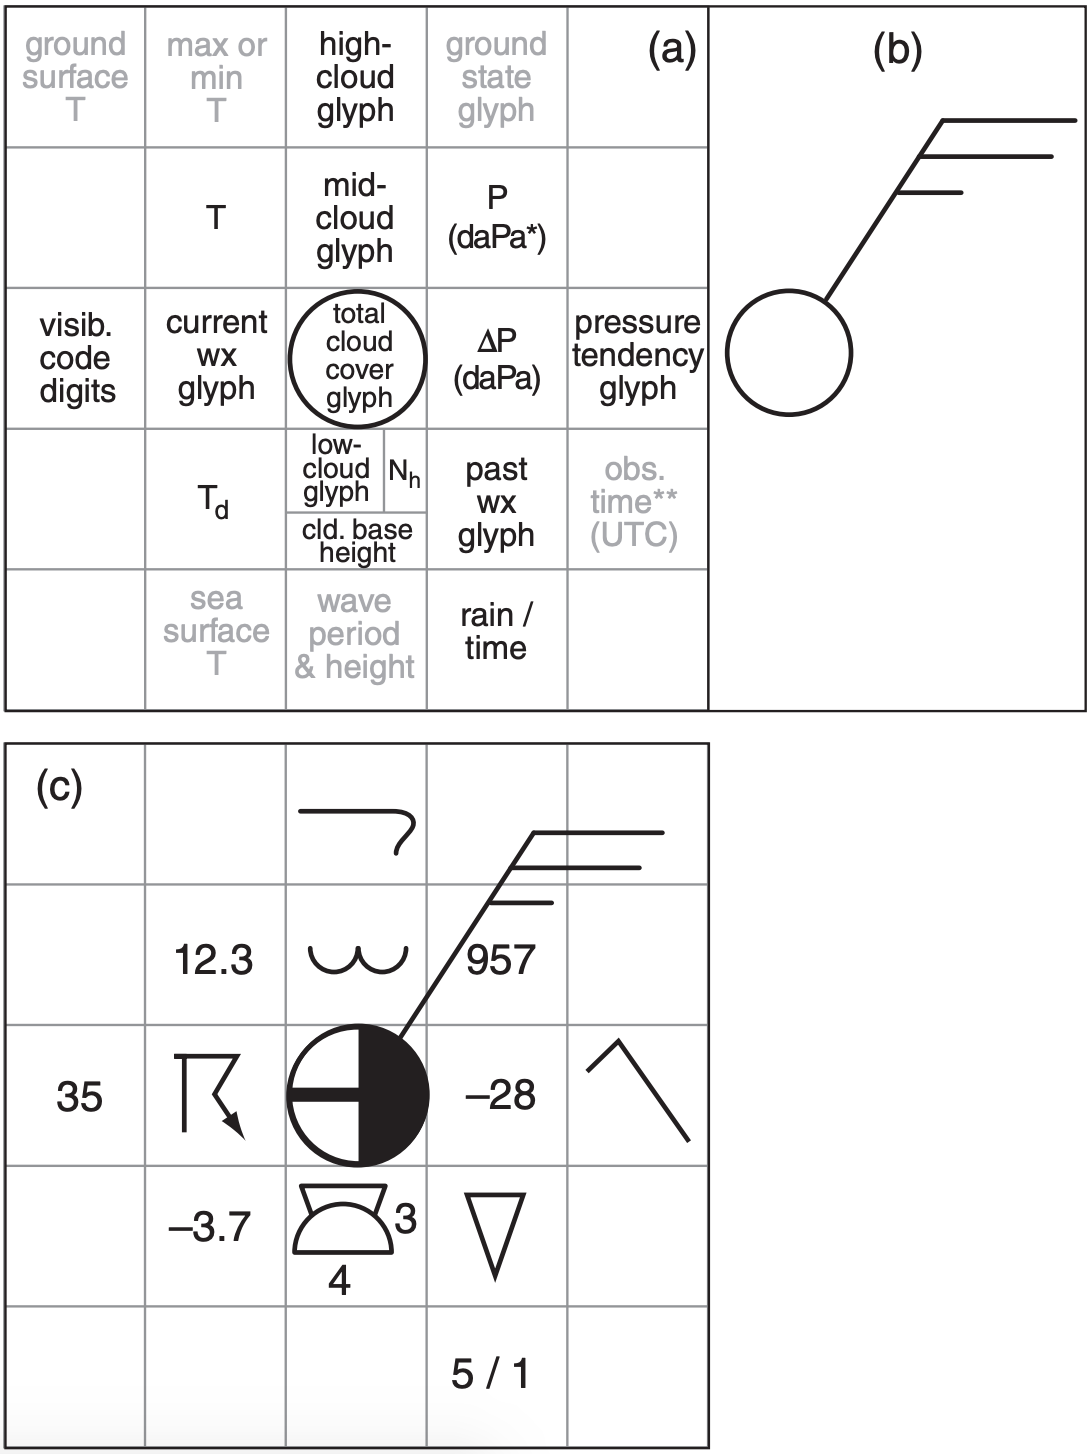 ground
surface
T
max or
min
T
high-
cloud
glyph
ground
state
glyph
(a)
T
mid-
cloud
glyph
P
(daPa*)
visib.
code
digits
current
wx
glyph
total
cloud
cover
glyph
ΔP
(daPa)
pressure
tendency
glyph
Td
low-
cloud
glyph
Nh
cld. base
height
past
wx
glyph
obs.
time**
(UTC)
sea
surface
T
wave
period
& height
rain /
time
(b)
(c)
12.3
957
35
–28
–3.7
3
4
5 / 1